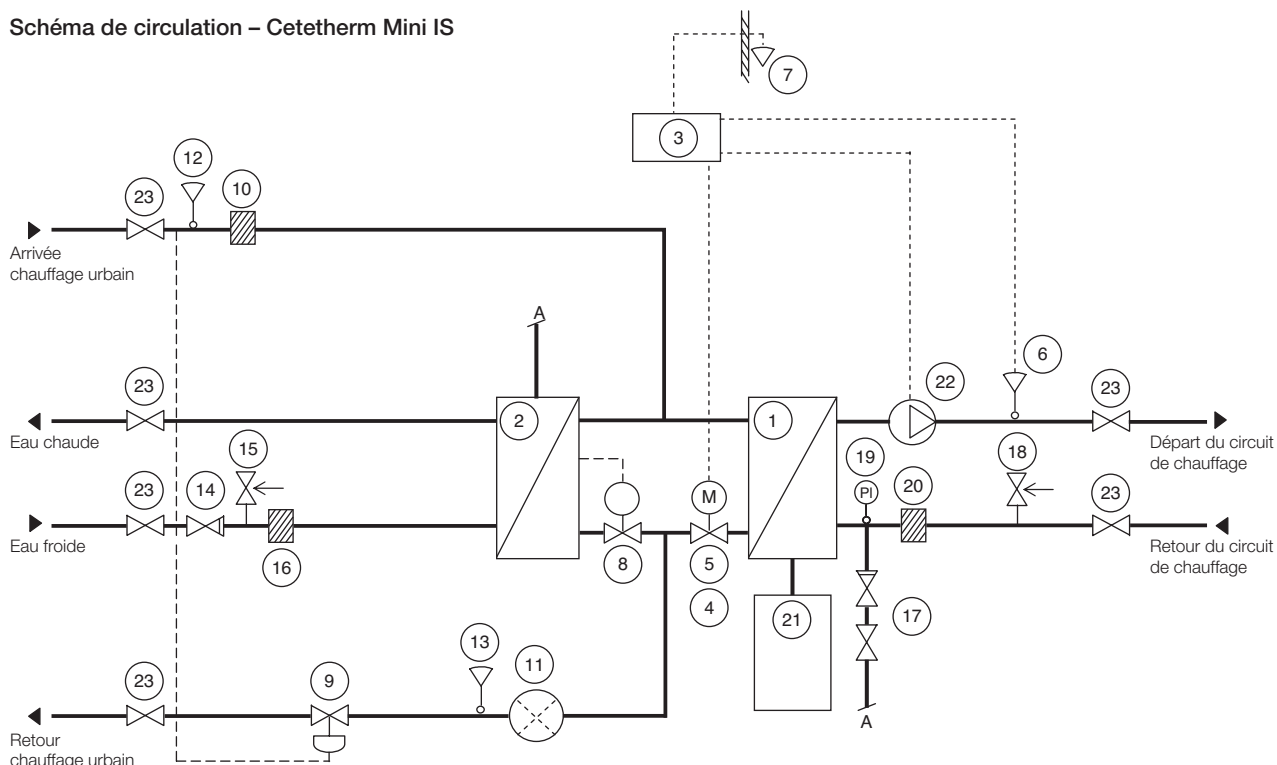 Schéma de circulation – Cetetherm Mini IS
7
3
12
23
10
Arrivée
chauffage urbain
A
6
23
2
1
22
23
Eau chaude
Départ du circuit
de chauffage
15
19
18
23
14
M
PI
20
23
Eau froide
16
8
5
Retour du circuit
de chauffage
4
21
17
13
11
23
9
A
Retour
chauffage urbain